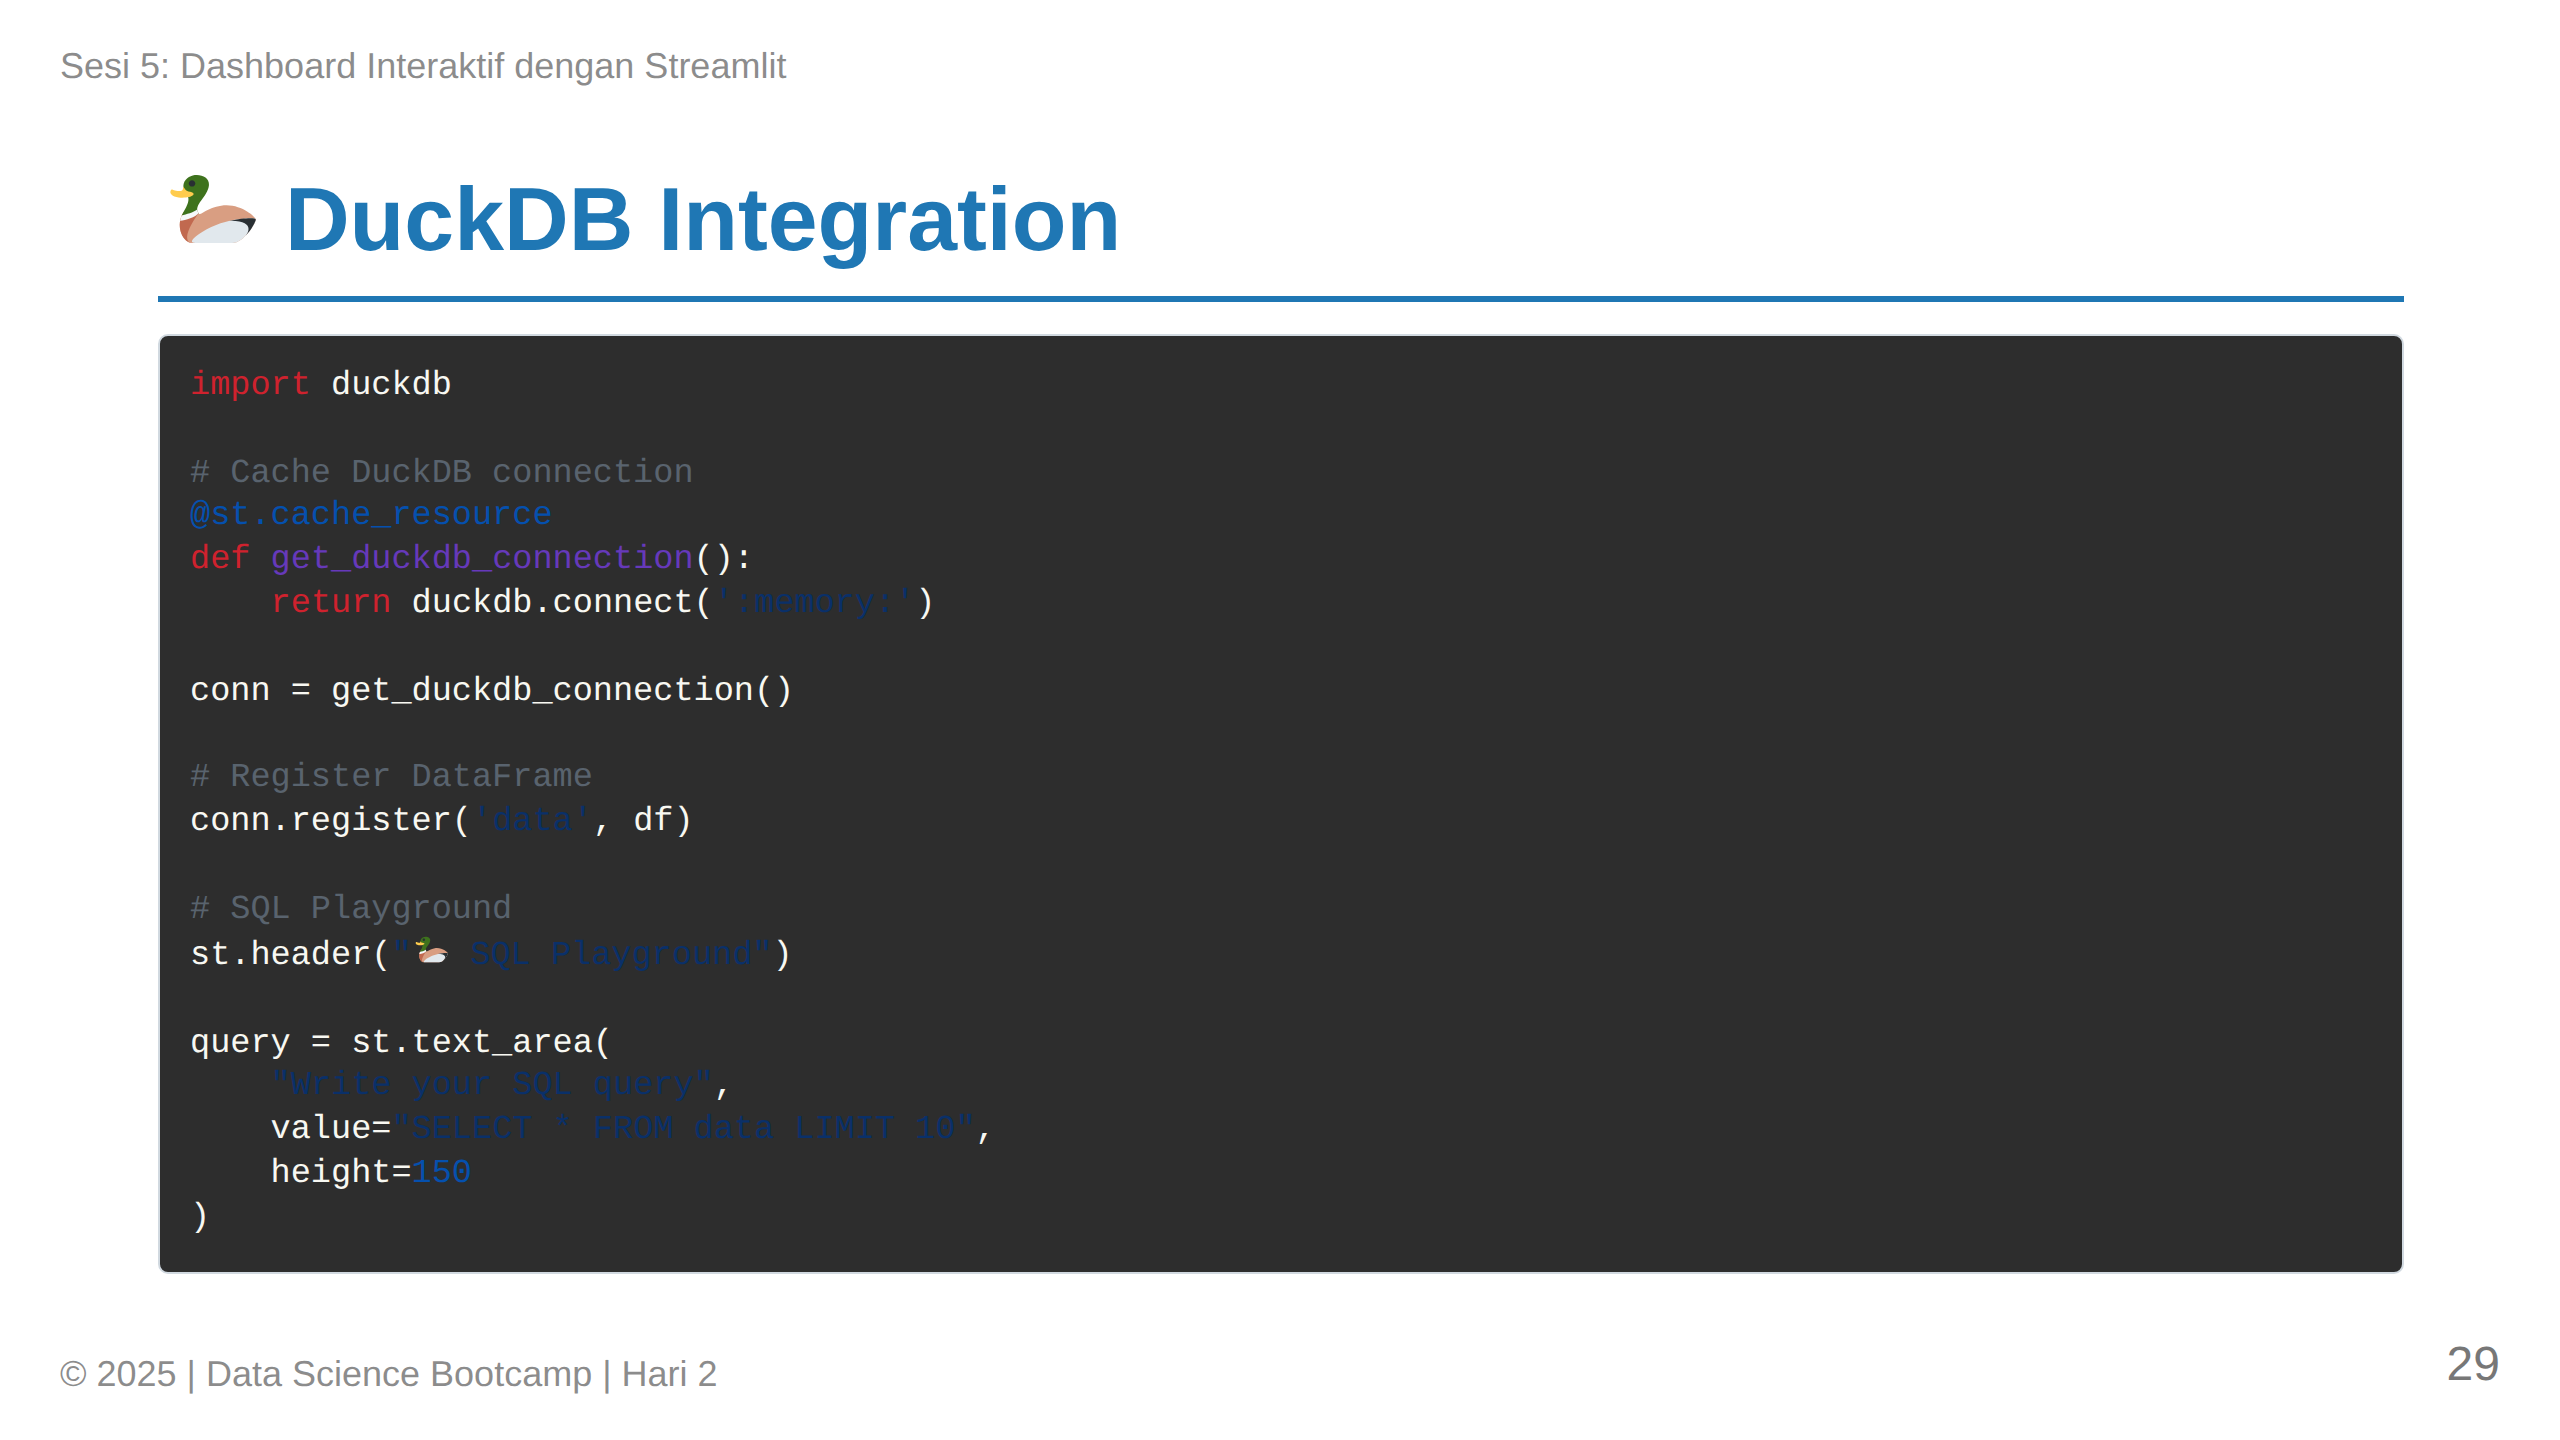 Sesi 5: Dashboard Interaktif dengan Streamlit
🦆 DuckDB Integration
import duckdb
# Cache DuckDB connection
@st.cache_resource
def get_duckdb_connection():
    return duckdb.connect(':memory:')
conn = get_duckdb_connection()
# Register DataFrame
conn.register('data', df)
# SQL Playground
st.header("🦆 SQL Playground")
query = st.text_area(
    "Write your SQL query",
    value="SELECT * FROM data LIMIT 10",
    height=150
)
© 2025 | Data Science Bootcamp | Hari 2
29